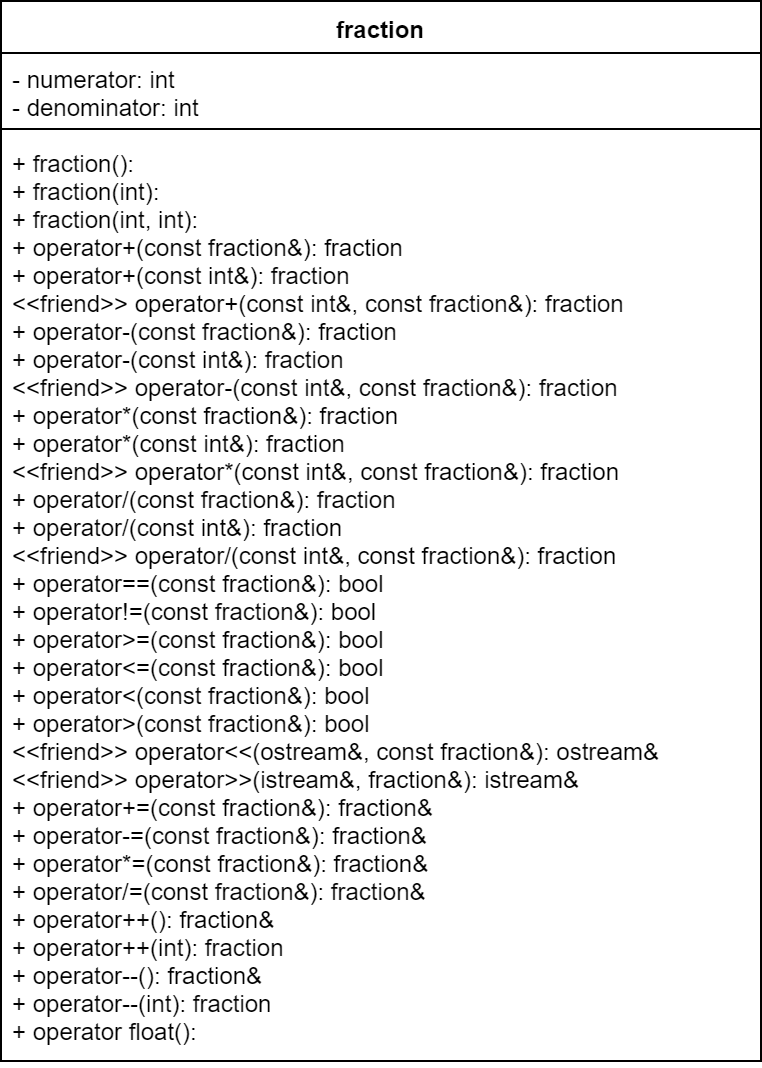 fraction
- numerator: int
- denominator: int
+ fraction():
+ fraction(int):
+ fraction(int, int):
+ operator+(const fraction&): fraction
+ operator+(const int&): fraction
<<friend>> operator+(const int&, const fraction&): fraction
+ operator-(const fraction&): fraction
+ operator-(const int&): fraction
<<friend>> operator-(const int&, const fraction&): fraction
+ operator*(const fraction&): fraction
+ operator*(const int&): fraction
<<friend>> operator*(const int&, const fraction&): fraction
+ operator/(const fraction&): fraction
+ operator/(const int&): fraction
<<friend>> operator/(const int&, const fraction&): fraction
+ operator==(const fraction&): bool
+ operator!=(const fraction&): bool
+ operator>=(const fraction&): bool
+ operator<=(const fraction&): bool
+ operator<(const fraction&): bool
+ operator>(const fraction&): bool
<<friend>> operator<<(ostream&, const fraction&): ostream&
<<friend>> operator>>(istream&, fraction&): istream&
+ operator+=(const fraction&): fraction&
+ operator-=(const fraction&): fraction&
+ operator*=(const fraction&): fraction&
+ operator/=(const fraction&): fraction&
+ operator++(): fraction&
+ operator++(int): fraction
+ operator--(): fraction&
+ operator--(int): fraction
+ operator float():